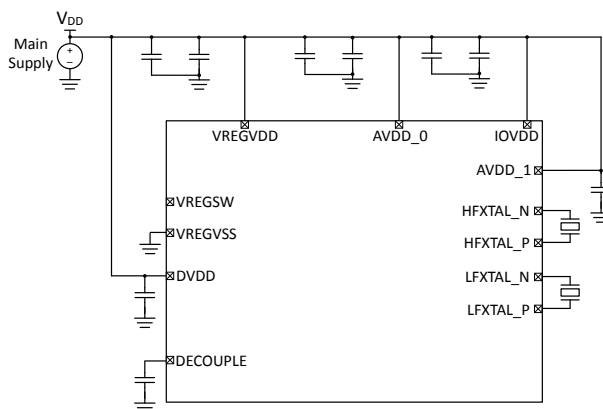 VDD
Main
Supply
+
–
VREGVDD
AVDD_0
IOVDD
AVDD_1
VREGSW
HFXTAL_N
VREGVSS
HFXTAL_P
DVDD
LFXTAL_N
LFXTAL_P
DECOUPLE